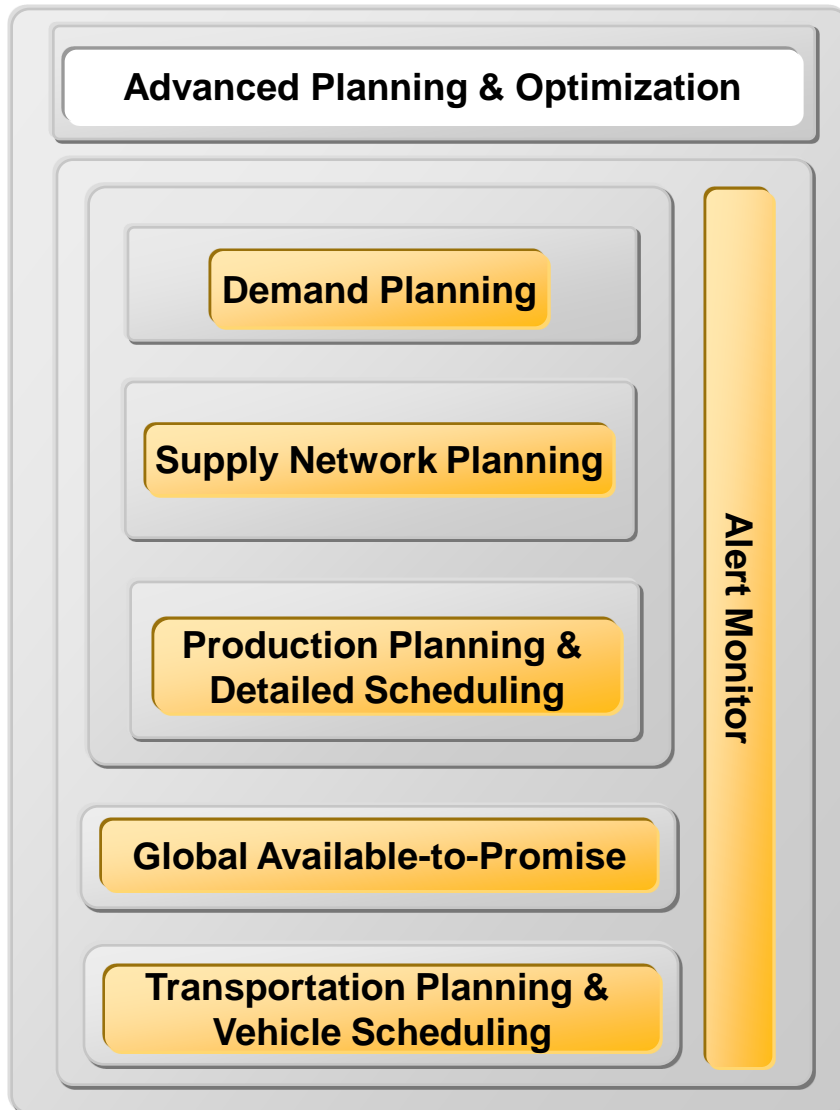 Advanced Planning & Optimization
Demand Planning
Supply Network Planning
Production Planning &
Detailed Scheduling
Global Available-to-Promise
Transportation Planning &
Vehicle Scheduling
Alert Monitor